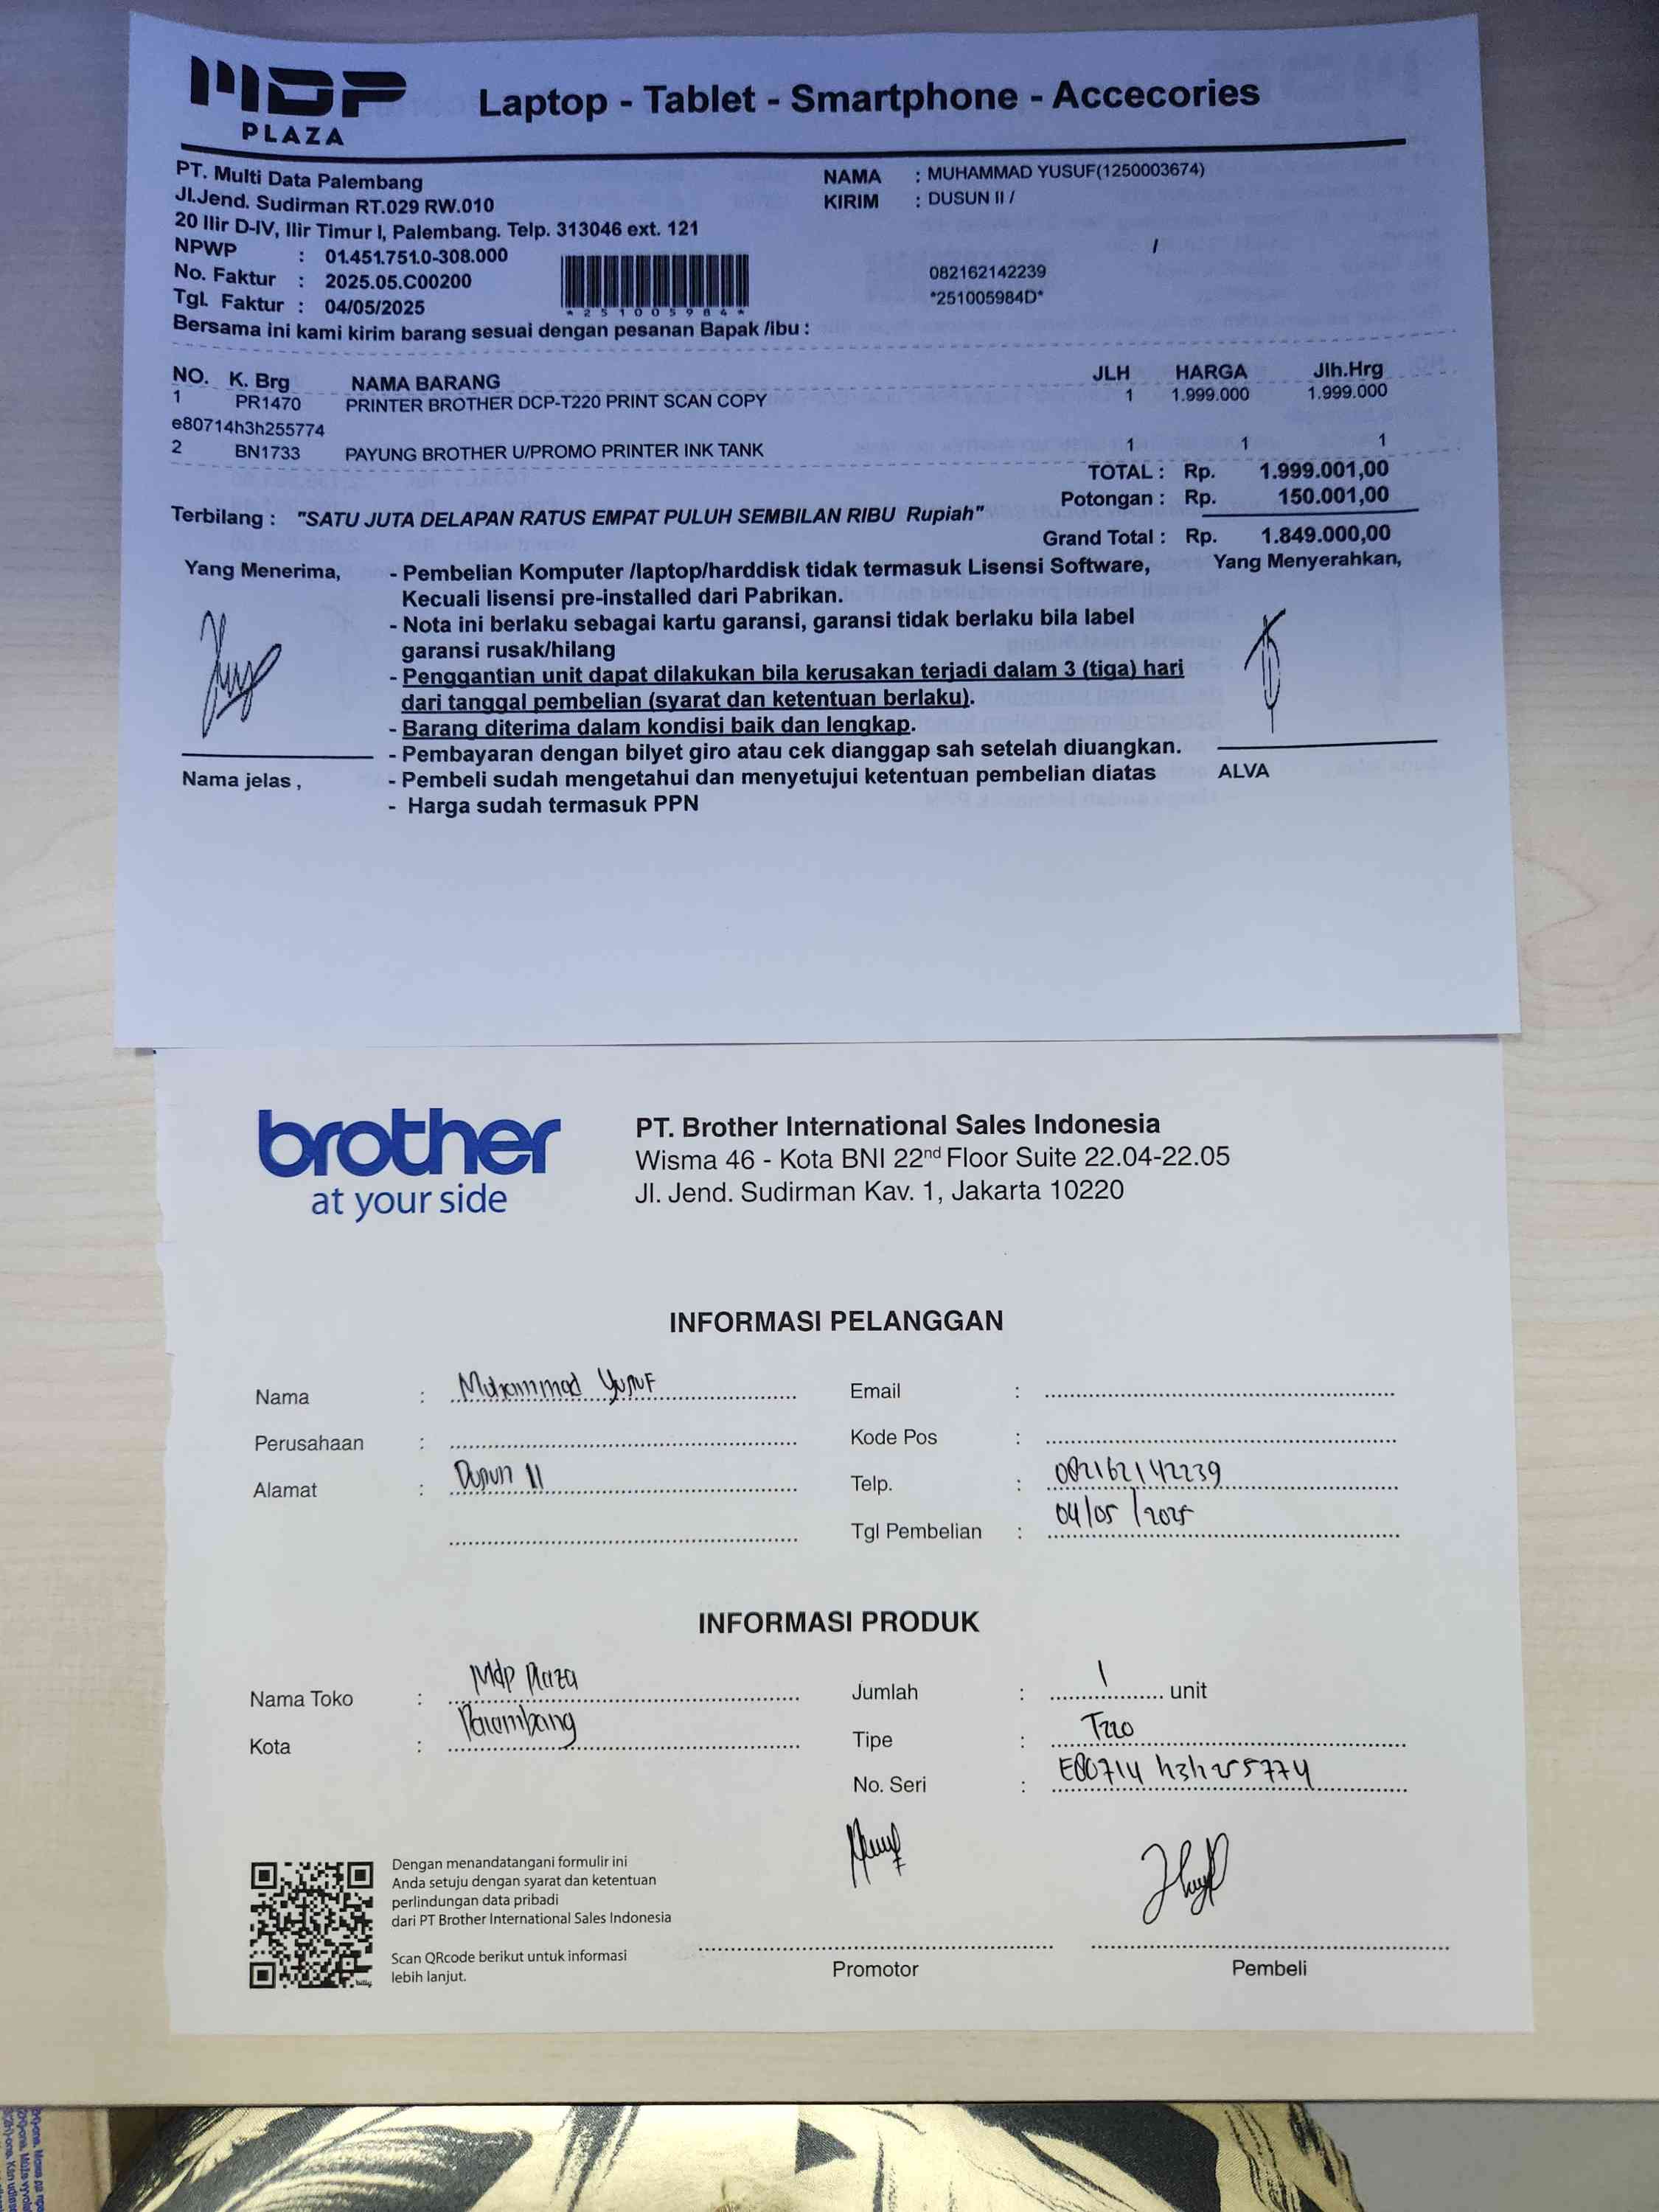 MDP
PLAZA
Laptop - Tablet - Smartphone - Accecories
PT. Multi Data Palembang
Jl.Jend. Sudirman RT.029 RW.010
20 Ilir D-IV, Ilir Timur I, Palembang. Telp. 313046 ext. 121
NPWP : 01.451.751.0-308.000
No. Faktur : 2025.05.C00200
Tgl. Faktur : 04/05/2025
*251005984*
NAMA : MUHAMMAD YUSUF(1250003674)
KIRIM : DUSUN II /
/
082162142239
*251005984D*
Bersama ini kami kirim barang sesuai dengan pesanan Bapak /ibu :
NO. K. Brg NAMA BARANG JLH HARGA Jlh.Hrg
1 PR1470 PRINTER BROTHER DCP-T220 PRINT SCAN COPY 1 1.999.000 1.999.000
e80714h3h255774
2 BN1733 PAYUNG BROTHER U/PROMO PRINTER INK TANK 1 1 1
TOTAL : Rp. 1.999.001,00
Potongan : Rp. 150.001,00
Terbilang : "SATU JUTA DELAPAN RATUS EMPAT PULUH SEMBILAN RIBU Rupiah"
Grand Total : Rp. 1.849.000,00
Yang Menerima,
- Pembelian Komputer /laptop/harddisk tidak termasuk Lisensi Software,
Kecuali lisensi pre-installed dari Pabrikan.
- Nota ini berlaku sebagai kartu garansi, garansi tidak berlaku bila label
garansi rusak/hilang
- Penggantian unit dapat dilakukan bila kerusakan terjadi dalam 3 (tiga) hari
dari tanggal pembelian (syarat dan ketentuan berlaku).
- Barang diterima dalam kondisi baik dan lengkap.
- Pembayaran dengan bilyet giro atau cek dianggap sah setelah diuangkan.
- Pembeli sudah mengetahui dan menyetujui ketentuan pembelian diatas
- Harga sudah termasuk PPN
Yang Menyerahkan,
Nama jelas ,
ALVA
brother
at your side
PT. Brother International Sales Indonesia
Wisma 46 - Kota BNI 22nd Floor Suite 22.04-22.05
Jl. Jend. Sudirman Kav. 1, Jakarta 10220
INFORMASI PELANGGAN
Nama : Muhammad Yusuf
Perusahaan :
Alamat : Dusun II
Email :
Kode Pos :
Telp. : 082162142239
Tgl Pembelian : 04/05/2025
INFORMASI PRODUK
Nama Toko : Mdp Plaza
Kota : Palembang
Jumlah : 1 unit
Tipe : T220
No. Seri : E80714h3h255774
Dengan menandatangani formulir ini
Anda setuju dengan syarat dan ketentuan
perlindungan data pribadi
dari PT Brother International Sales Indonesia
Scan QRcode berikut untuk informasi
lebih lanjut.
Promotor
Pembeli